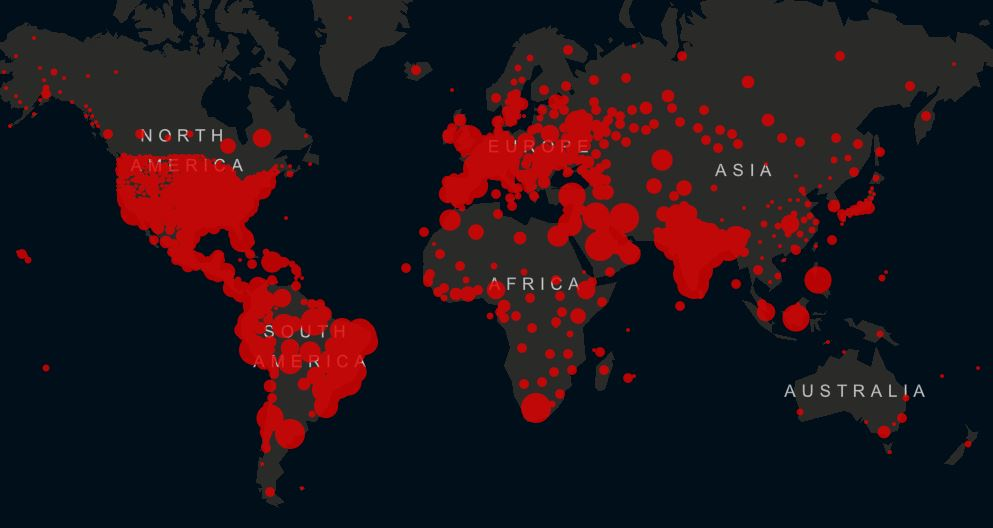 NORTH
AMERICA
EUROPE
ASIA
AFRICA
SOUTH
AMERICA
AUSTRALIA